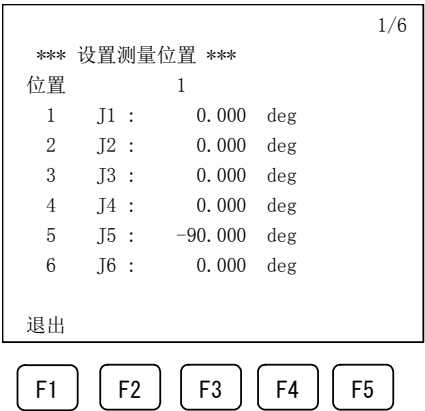 1/6
*** 设置测量位置 ***
位置 1
1 J1 : 0.000 deg
2 J2 : 0.000 deg
3 J3 : 0.000 deg
4 J4 : 0.000 deg
5 J5 : -90.000 deg
6 J6 : 0.000 deg
退出
F1 F2 F3 F4 F5